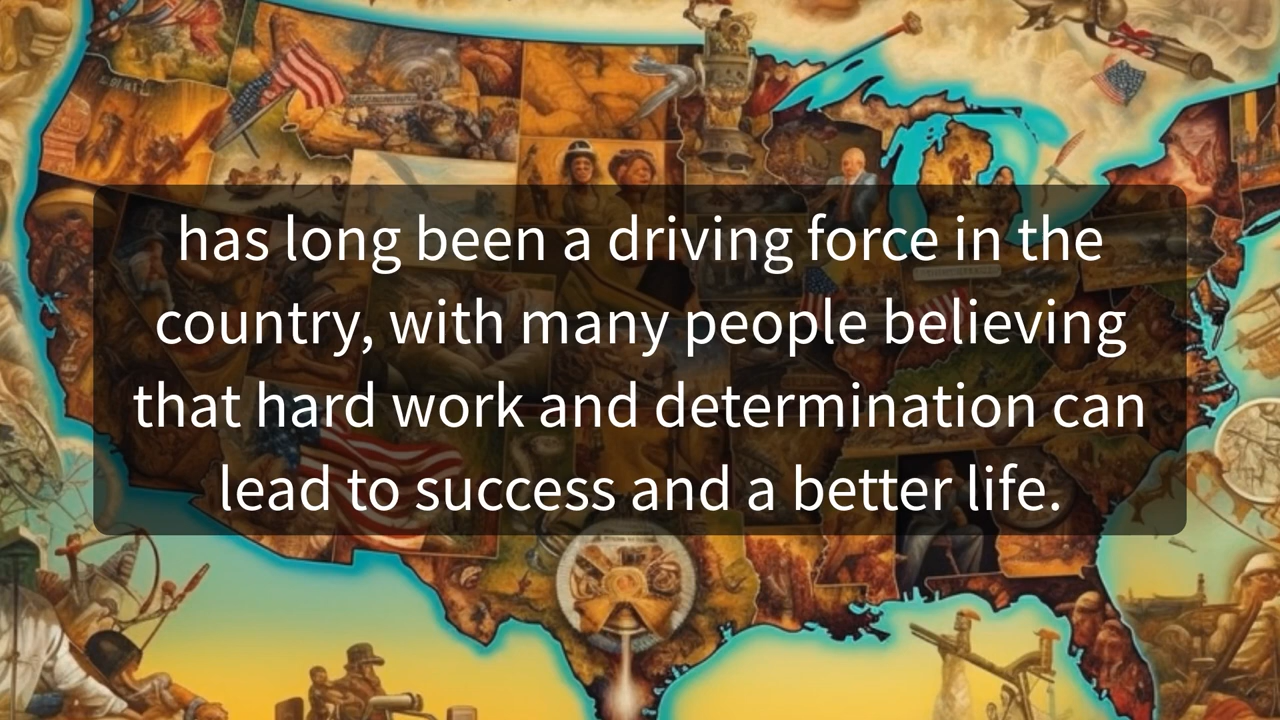 has long been a driving force in the
country, with many people believing
that hard work and determination can
lead to success and a better life.